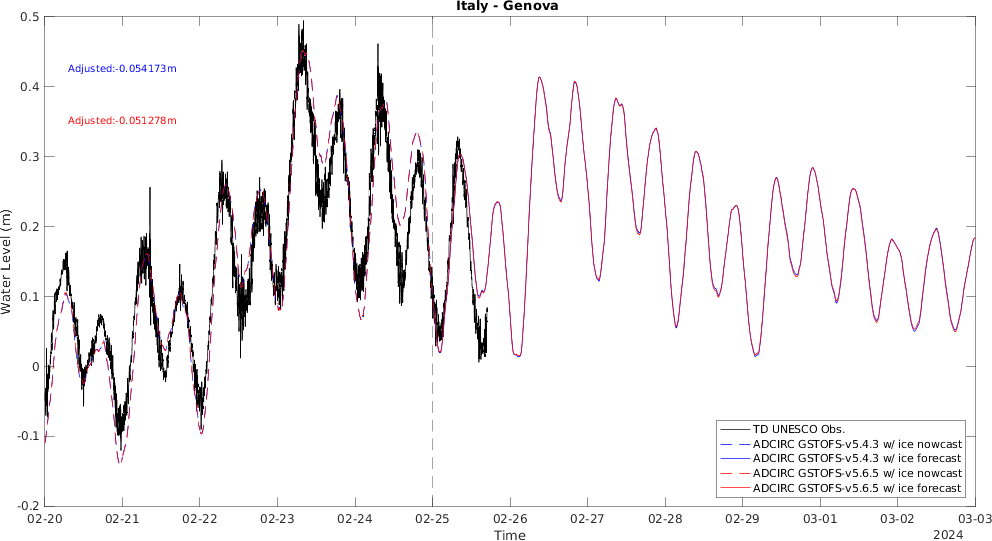 Italy - Genova
Water Level (m)
0.5
0.4
0.3
0.2
0.1
0
-0.1
-0.2
Adjusted:-0.054173m
Adjusted:-0.051278m
TD UNESCO Obs.
ADCIRC GSTOFS-v5.4.3 w/ ice nowcast
ADCIRC GSTOFS-v5.4.3 w/ ice forecast
ADCIRC GSTOFS-v5.6.5 w/ ice nowcast
ADCIRC GSTOFS-v5.6.5 w/ ice forecast
02-20 02-21 02-22 02-23 02-24 02-25 02-26 02-27 02-28 02-29 03-01 03-02 03-03
Time
2024